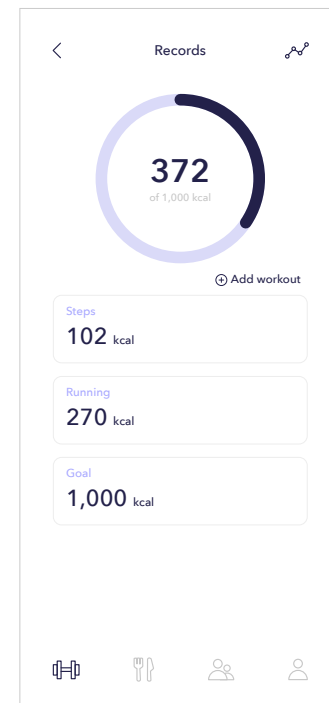 Records
372
of 1,000 kcal
Add workout
Steps
102 kcal
Running
270 kcal
Goal
1,000 kcal